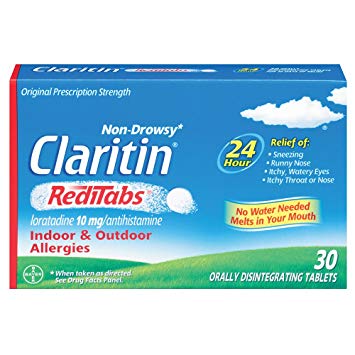 Original Prescription Strength
Non-Drowsy*
Claritin®
RediTabs®
loratadine 10 mg/antihistamine
Indoor & Outdoor
Allergies
24
Hour
Relief of:
• Sneezing
• Runny Nose
• Itchy, Watery Eyes
• Itchy Throat or Nose
No Water Needed
Melts in Your Mouth
BAYER
* When taken as directed.
See Drug Facts Panel.
30
ORALLY DISINTEGRATING TABLETS